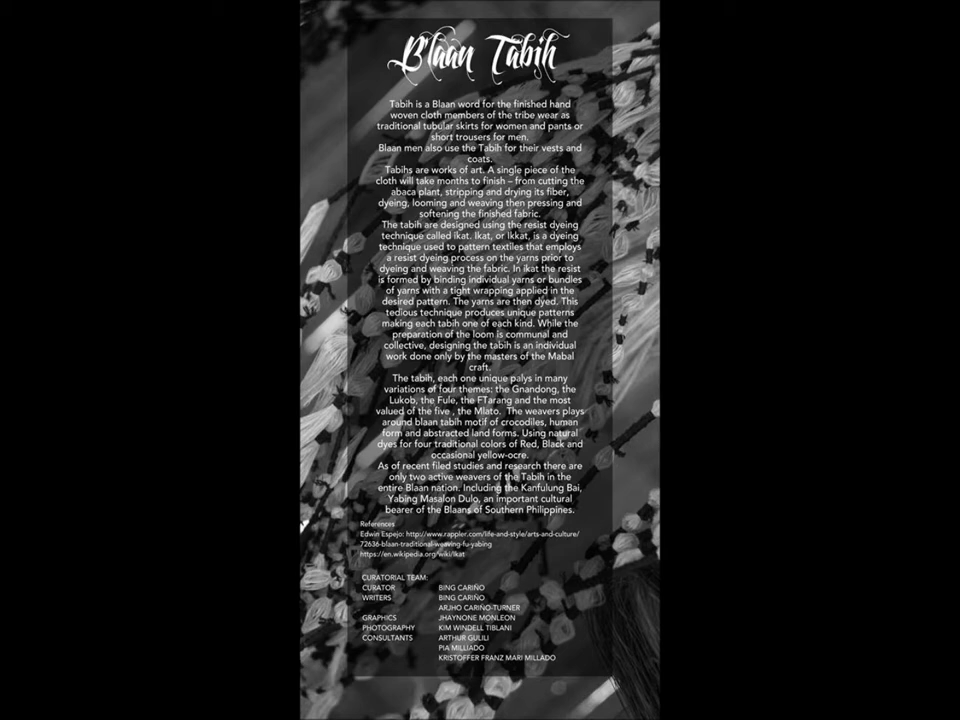 B'laan Tabih
Tabih is a Blaan word for the finished hand
woven cloth members of the tribe wear as
traditional tubular skirts for women and pants or
short trousers for men.
Blaan men also use the Tabih for their vests and
coats.
Tabihs are works of art. A single piece of the
cloth will take months to finish – from cutting the
abaca plant, stripping and drying its fiber,
dyeing, looming and weaving then pressing and
softening the finished fabric.
The tabih are designed using the resist dyeing
technique called ikat. Ikat, or Ikkat, is a dyeing
technique used to pattern textiles that employs
a resist dyeing process on the yarns prior to
dyeing and weaving the fabric. In ikat the resist
is formed by binding individual yarns or bundles
of yarns with a tight wrapping applied in the
desired pattern. The yarns are then dyed. This
tedious technique produces unique patterns
making each tabih one of each kind. While the
preparation of the loom is communal and
collective, designing the tabih is an individual
work done only by the masters of the Mabal
craft.
The tabih, each one unique palys in many
variations of four themes: the Gnandong, the
Lukob, the Fule, the FTarang and the most
valued of the five , the Mlato. The weavers plays
around blaan tabih motif of crocodiles, human
form and abstracted land forms. Using natural
dyes for four traditional colors of Red, Black and
occasional yellow-ocre.
As of recent filed studies and research there are
only two active weavers of the Tabih in the
entire Blaan nation. Including the Kanfulung Bai,
Yabing Masalon Dulo, an important cultural
bearer of the Blaans of Southern Philippines.
References
Edwin Espejo: http://www.rappler.com/life-and-style/arts-and-culture/
72636-blaan-traditional-weaving-fu-yabing
https://en.wikipedia.org/wiki/Ikat
CURATORIAL TEAM:
CURATOR BING CARIÑO
WRITERS BING CARIÑO
ARJHO CARIÑO-TURNER
GRAPHICS JHAYNONE MONLEON
PHOTOGRAPHY KIM WINDELL TIBLANI
CONSULTANTS ARTHUR GULILI
PIA MILLIADO
KRISTOFFER FRANZ MARI MILLADO